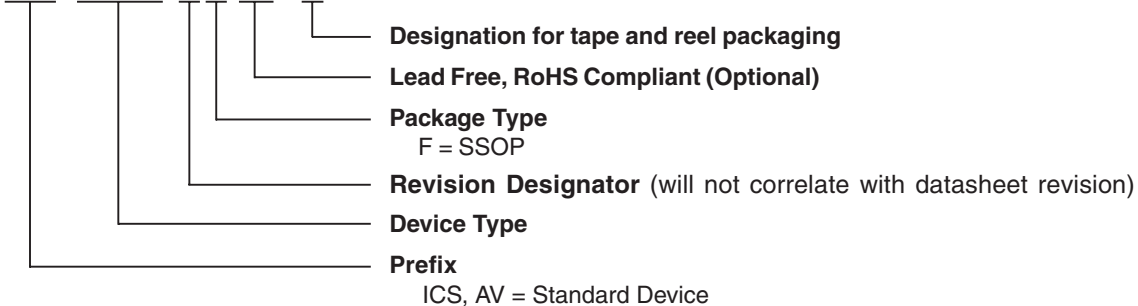 Designation for tape and reel packaging
Lead Free, RoHS Compliant (Optional)
Package Type
F = SSOP
Revision Designator (will not correlate with datasheet revision)
Device Type
Prefix
ICS, AV = Standard Device